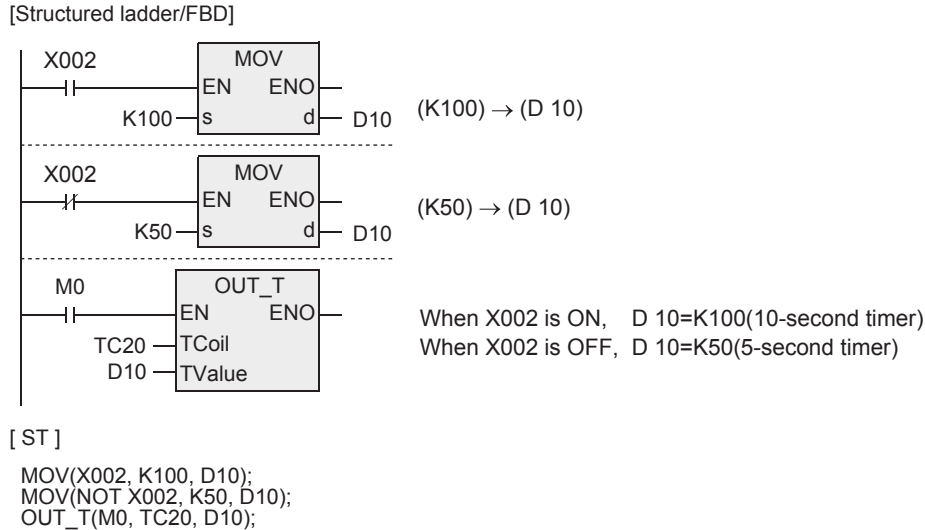 [Structured ladder/FBD]
X002
MOV
EN ENO
K100 s d D10
(K100) → (D 10)
X002
MOV
EN ENO
K50 s d D10
(K50) → (D 10)
M0
OUT_T
EN ENO
TC20 TCoil
D10 TValue
When X002 is ON, D 10=K100(10-second timer)
When X002 is OFF, D 10=K50(5-second timer)
[ ST ]
MOV(X002, K100, D10);
MOV(NOT X002, K50, D10);
OUT_T(M0, TC20, D10);